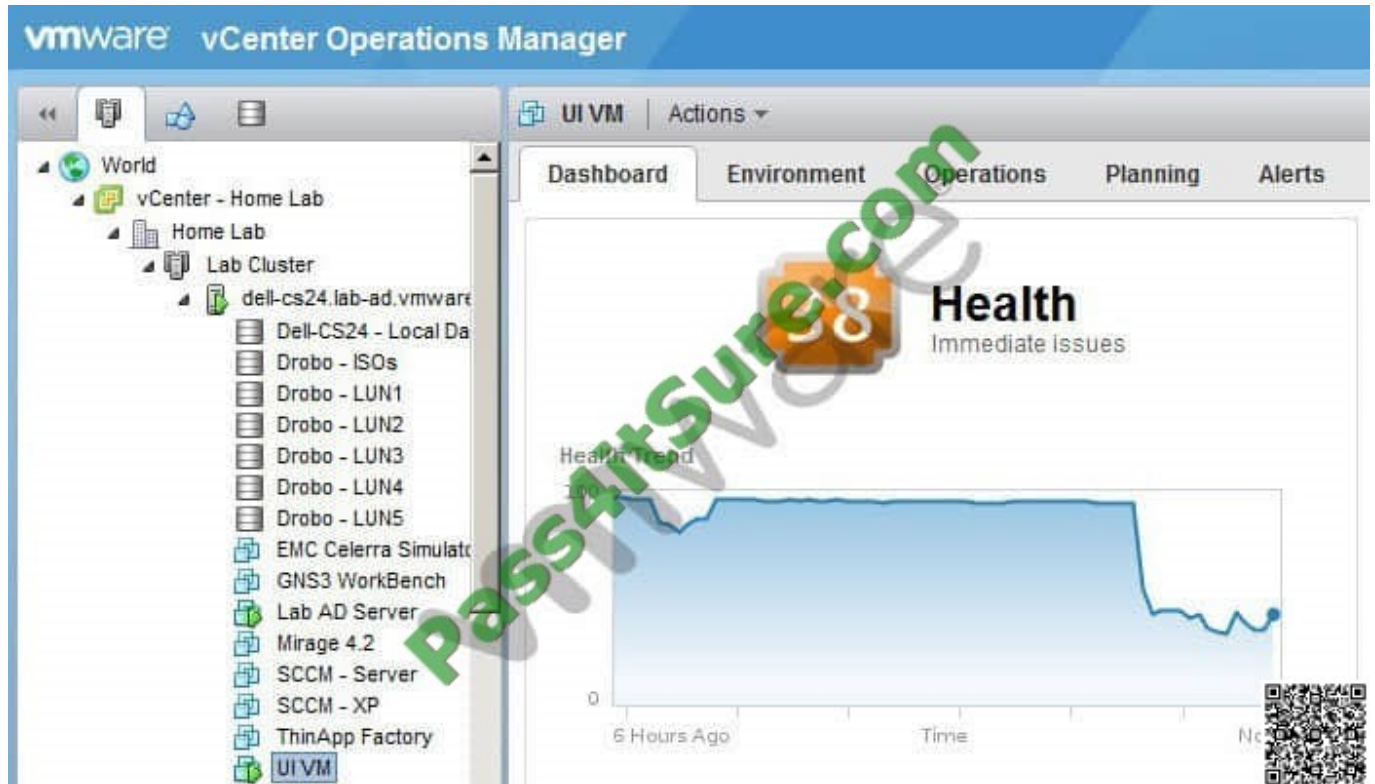 vmware vCenter Operations Manager
UI VM Actions
World
vCenter - Home Lab
Home Lab
Lab Cluster
dell-cs24.lab-ad.vmware
Dell-CS24 - Local Da
Drobo - ISOs
Drobo - LUN1
Drobo - LUN2
Drobo - LUN3
Drobo - LUN4
Drobo - LUN5
EMC Celerra Simulato
GNS3 WorkBench
Lab AD Server
Mirage 4.2
SCCM - Server
SCCM - XP
ThinApp Factory
UI VM
Dashboard Environment Operations Planning Alerts
Health
Immediate issues
Health Trend
100
0
6 Hours Ago Time
Pass4itSure.com
vmware